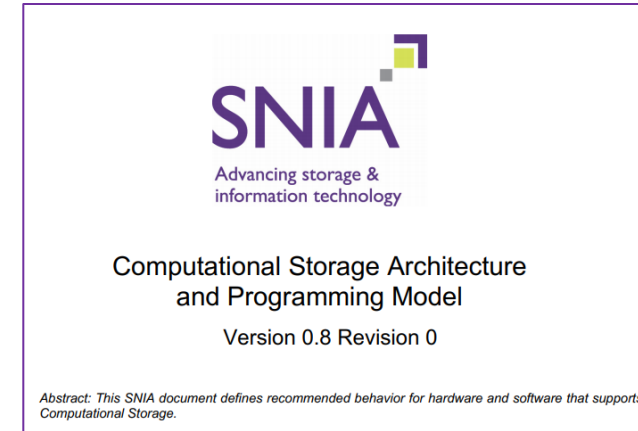 SNIA
Advancing storage &
information technology
Computational Storage Architecture
and Programming Model
Version 0.8 Revision 0
Abstract: This SNIA document defines recommended behavior for hardware and software that supports
Computational Storage.